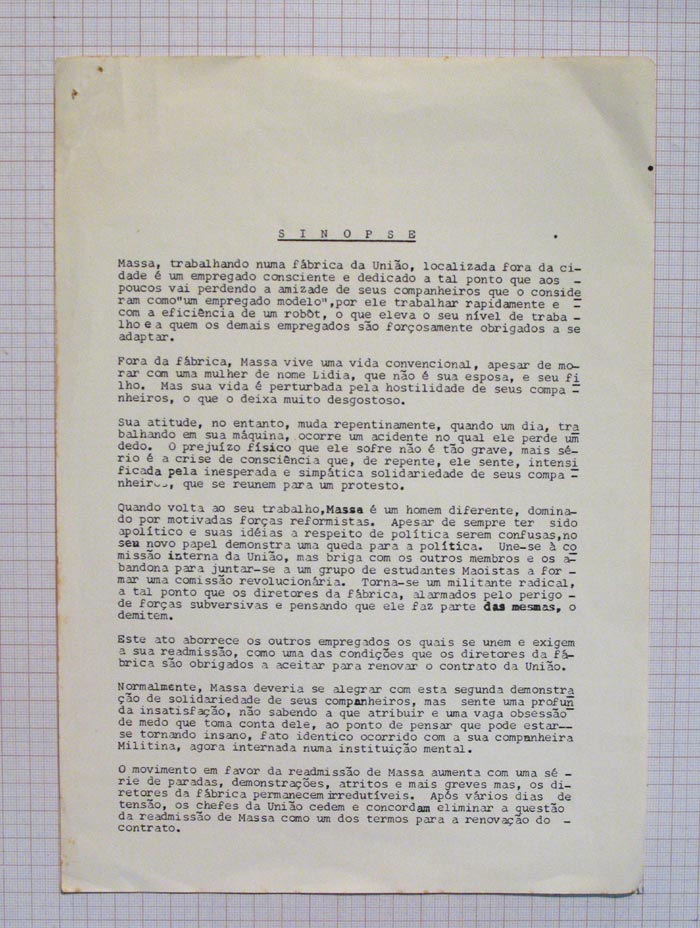 S I N O P S E
Massa, trabalhando numa fábrica da União, localizada fora da ci-
dade é um empregado consciente e dedicado a tal ponto que aos -
poucos vai perdendo a amizade de seus companheiros que o conside
ram como"um empregado modelo",por ele trabalhar rapidamente e -
com a eficiência de um robôt, o que eleva o seu nível de traba -
lho e a quem os demais empregados são forçosamente obrigados a se
adaptar.
Fora da fábrica, Massa vive uma vida convencional, apesar de mo-
rar com uma mulher de nome Lidia, que não é sua esposa, e seu fi
lho. Mas sua vida é perturbada pela hostilidade de seus compa -
nheiros, o que o deixa muito desgostoso.
Sua atitude, no entanto, muda repentinamente, quando um dia, tra
balhando em sua máquina, ocorre um acidente no qual ele perde um
dedo. O prejuízo físico que ele sofre não é tão grave, mais sé-
rio é a crise de consciência que, de repente, ele sente, intensi
ficada pela inesperada e simpática solidariedade de seus compa -
nheiros, que se reunem para um protesto.
Quando volta ao seu trabalho,Massa é um homem diferente, domina-
do por motivadas forças reformistas. Apesar de sempre ter sido
apolítico e suas idéias a respeito de política serem confusas,no
seu novo papel demonstra uma queda para a política. Une-se à co
missão interna da União, mas briga com os outros membros e os a-
bandona para juntar-se a um grupo de estudantes Maoistas a for -
mar uma comissão revolucionária. Torna-se um militante radical,
a tal ponto que os diretores da fábrica, alarmados pelo perigo -
de forças subversivas e pensando que ele faz parte das mesmas, o
demitem.
Este ato aborrece os outros empregados os quais se unem e exigem
a sua readmissão, como uma das condições que os diretores da fá-
brica são obrigados a aceitar para renovar o contrato da União.
Normalmente, Massa deveria se alegrar com esta segunda demonstra
ção de solidariedade de seus companheiros, mas sente uma profun
da insatisfação, não sabendo a que atribuir e uma vaga obsessão
de medo que toma conta dele, ao ponto de pensar que pode estar--
se tornando insano, fato identico ocorrido com a sua companheira
Militina, agora internada numa instituição mental.
O movimento em favor da readmissão de Massa aumenta com uma sé -
rie de paradas, demonstrações, atritos e mais greves mas, os di-
retores da fábrica permanecem irredutíveis. Após vários dias de
tensão, os chefes da União cedem e concordam eliminar a questão
da readmissão de Massa como um dos termos para a renovação do -
contrato.